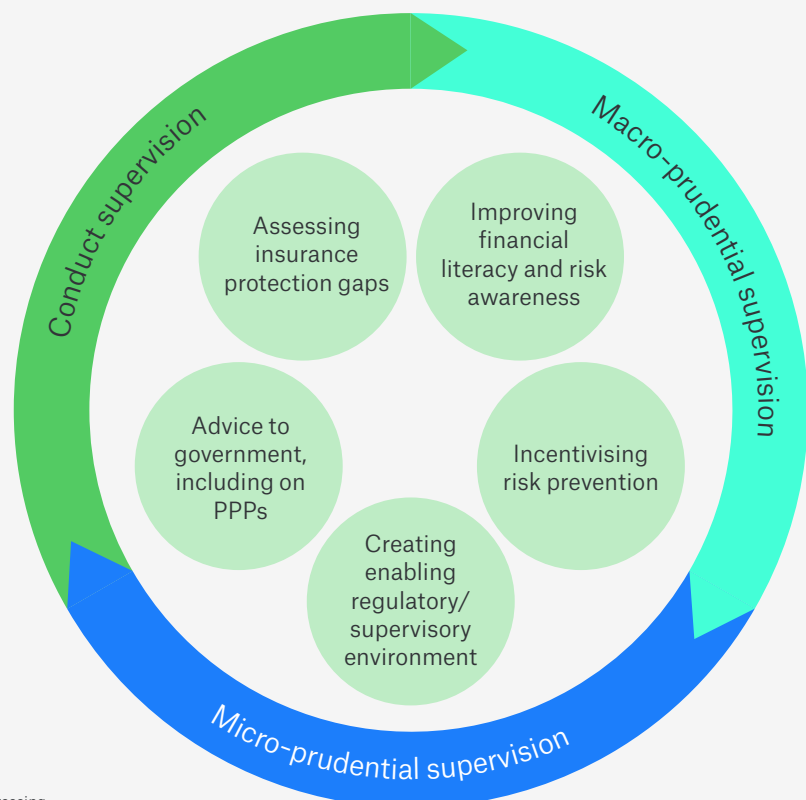 Conduct supervision
Macro-prudential supervision
Assessing
insurance
protection gaps
Improving
financial
literacy and risk
awareness
Advice to
government,
including on
PPPs
Incentivising
risk prevention
Creating
enabling
regulatory/
supervisory
environment
Micro-prudential supervision